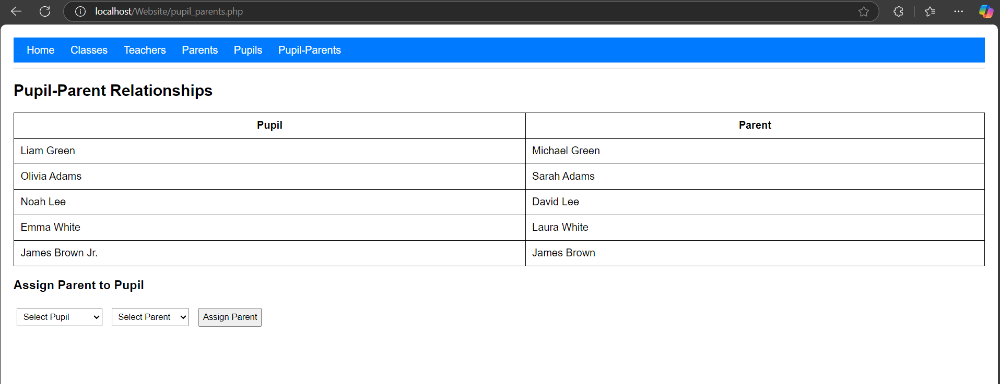 localhost/Website/pupil_parents.php
Home Classes Teachers Parents Pupils Pupil-Parents
Pupil-Parent Relationships
Pupil Parent
Liam Green Michael Green
Olivia Adams Sarah Adams
Noah Lee David Lee
Emma White Laura White
James Brown Jr. James Brown
Assign Parent to Pupil
Select Pupil Select Parent Assign Parent